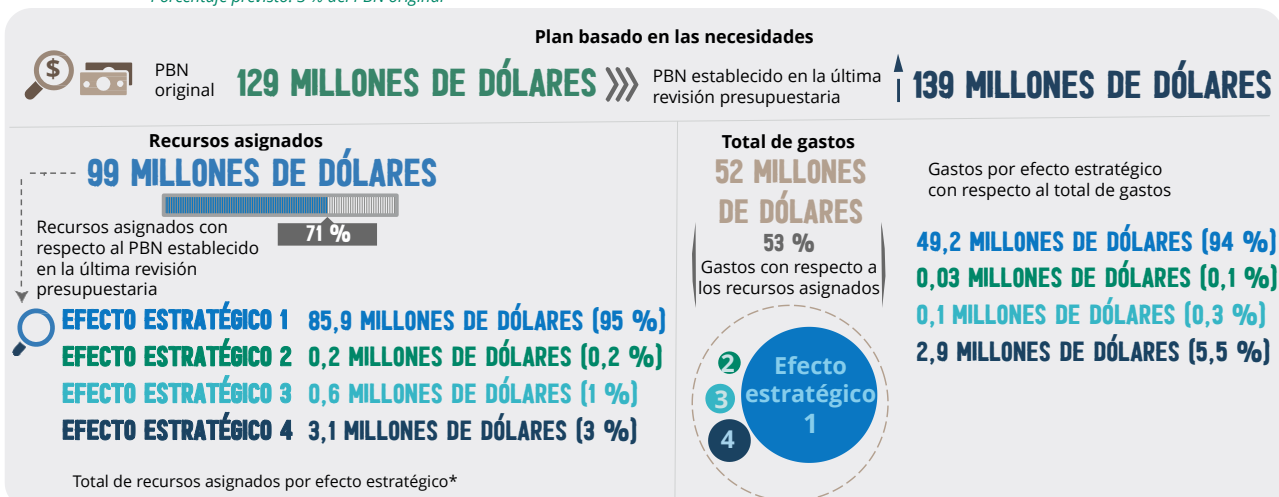 Porcentaje previsto: 3 % del PBN original
Plan basado en las necesidades
PBN
original
129 MILLONES DE DÓLARES
PBN establecido en la última
revisión presupuestaria
139 MILLONES DE DÓLARES
Recursos asignados
99 MILLONES DE DÓLARES
71 %
Recursos asignados con
respecto al PBN establecido
en la última revisión
presupuestaria
EFECTO ESTRATÉGICO 1 85,9 MILLONES DE DÓLARES (95 %)
EFECTO ESTRATÉGICO 2 0,2 MILLONES DE DÓLARES (0,2 %)
EFECTO ESTRATÉGICO 3 0,6 MILLONES DE DÓLARES (1 %)
EFECTO ESTRATÉGICO 4 3,1 MILLONES DE DÓLARES (3 %)
Total de recursos asignados por efecto estratégico*
Total de gastos
52 MILLONES
DE DÓLARES
53 %
Gastos con respecto a
los recursos asignados
2
3
4
Efecto
estratégico
1
Gastos por efecto estratégico
con respecto al total de gastos
49,2 MILLONES DE DÓLARES (94 %)
0,03 MILLONES DE DÓLARES (0,1 %)
0,1 MILLONES DE DÓLARES (0,3 %)
2,9 MILLONES DE DÓLARES (5,5 %)